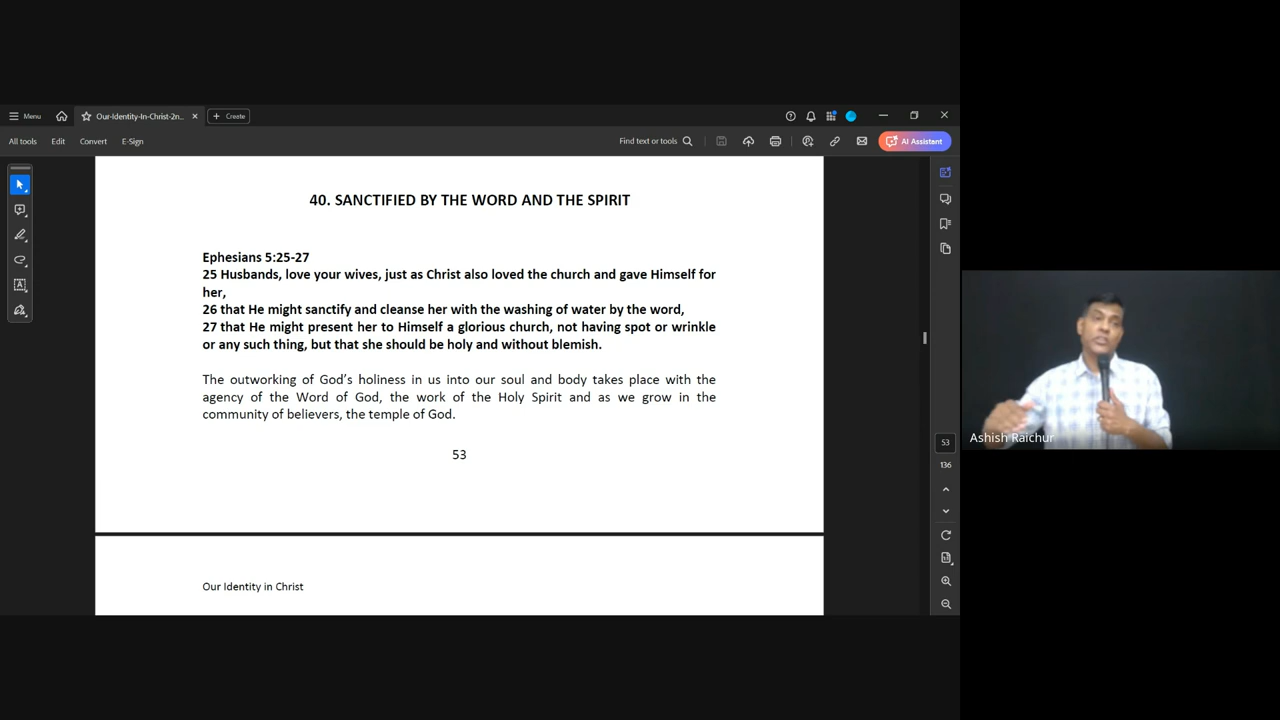 Menu
Our-Identity-In-Christ-2n...
Create
All tools
Edit
Convert
E-Sign
Find text or tools
AI Assistant
40. SANCTIFIED BY THE WORD AND THE SPIRIT
Ephesians 5:25-27
25 Husbands, love your wives, just as Christ also loved the church and gave Himself for
her,
26 that He might sanctify and cleanse her with the washing of water by the word,
27 that He might present her to Himself a glorious church, not having spot or wrinkle
or any such thing, but that she should be holy and without blemish.
The outworking of God's holiness in us into our soul and body takes place with the
agency of the Word of God, the work of the Holy Spirit and as we grow in the
community of believers, the temple of God.
53
Our Identity in Christ
53
136
Ashish Raichur